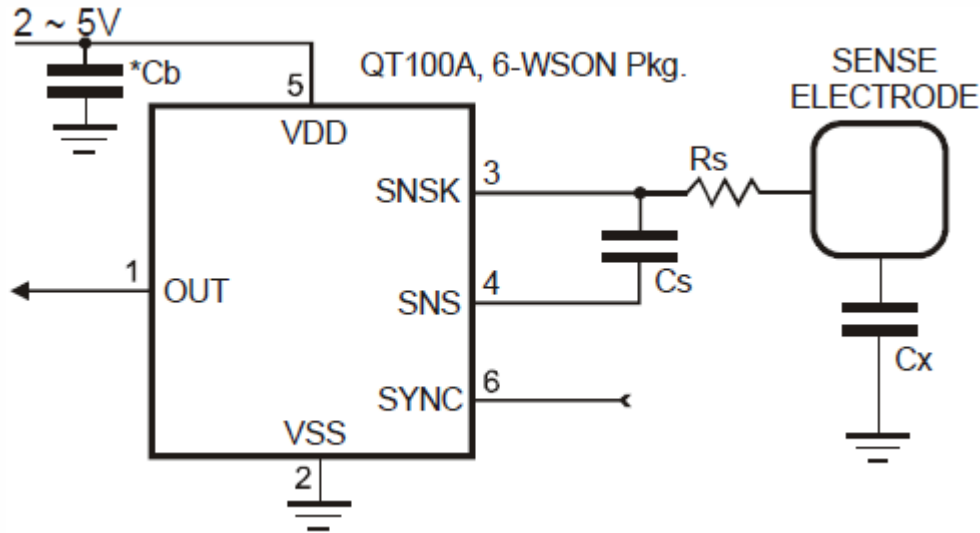 2 ~ 5V
*Cb
QT100A, 6-WSON Pkg.
SENSE
ELECTRODE
5
VDD
Rs
SNSK
3
1
OUT
Cs
SNS
4
Cx
SYNC
6
VSS
2